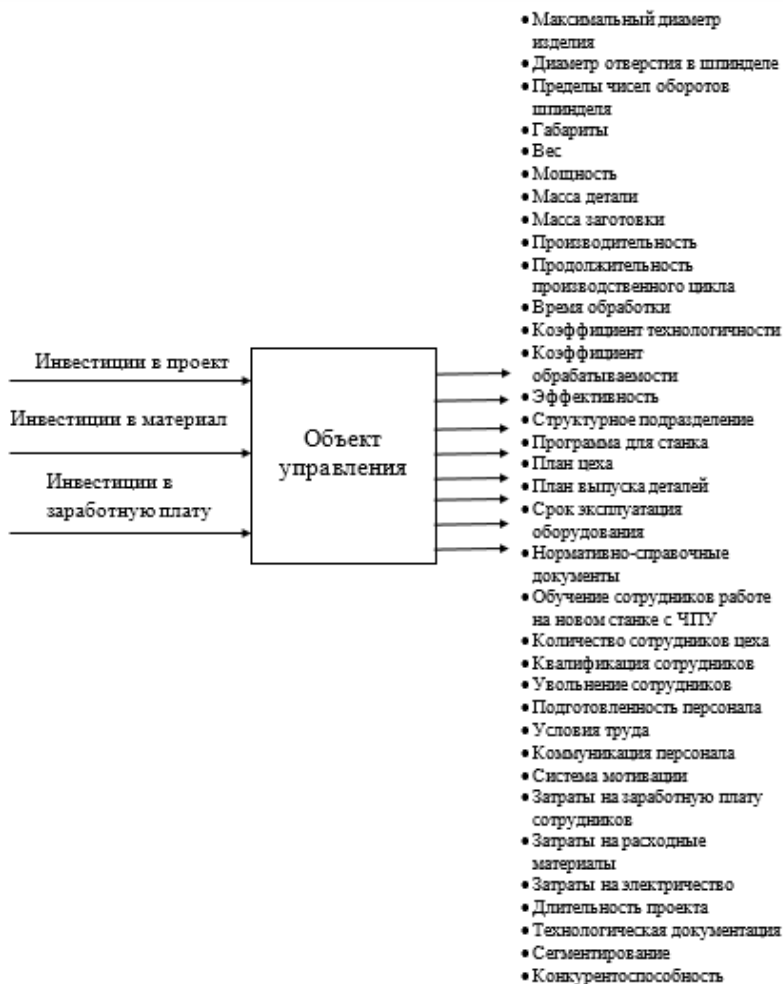 Инвестиции в проект
Инвестиции в материал
Инвестиции в
заработную плату
Объект
управления
• Максимальный диаметр
изделия
• Диаметр отверстия в шпинделе
• Пределы чисел оборотов
шпинделя
• Габариты
• Вес
• Мощность
• Масса детали
• Масса заготовки
• Производительность
• Продолжительность
производственного цикла
• Время обработки
• Коэффициент технологичности
• Коэффициент
обрабатываемости
• Эффективность
• Структурное подразделение
• Программа для станка
• План цеха
• План выпуска деталей
• Срок эксплуатация
оборудования
• Нормативно-справочные
документы
• Обучение сотрудников работе
на новом станке с ЧПУ
• Количество сотрудников цеха
• Квалификация сотрудников
• Увольнение сотрудников
• Подготовленность персонала
• Условия труда
• Коммуникация персонала
• Система мотивации
• Затраты на заработную плату
сотрудников
• Затраты на расходные
материалы
• Затраты на электричество
• Длительность проекта
• Технологическая документация
• Сегментирование
• Конкурентоспособность